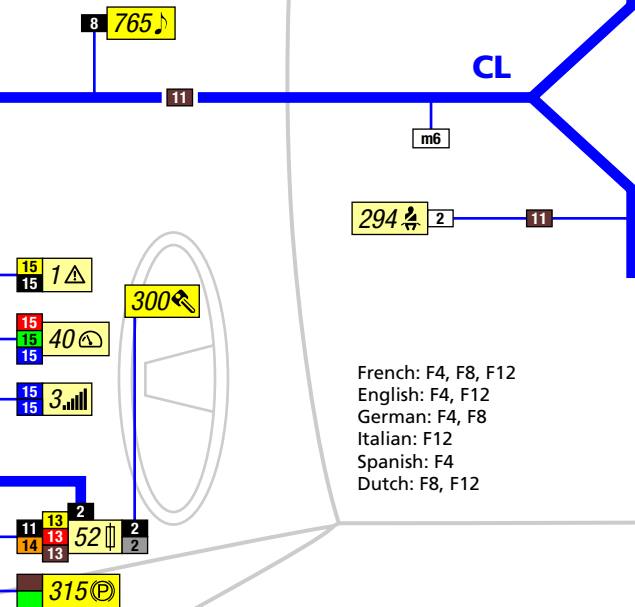 8 765
CL
11
m6
294 2 11
15
15 1
300
15
15
15 40
15
15 3
French: F4, F8, F12
English: F4, F12
German: F4, F8
Italian: F12
Spanish: F4
Dutch: F8, F12
2
11 13 2
14 13 52 2
13
315 P